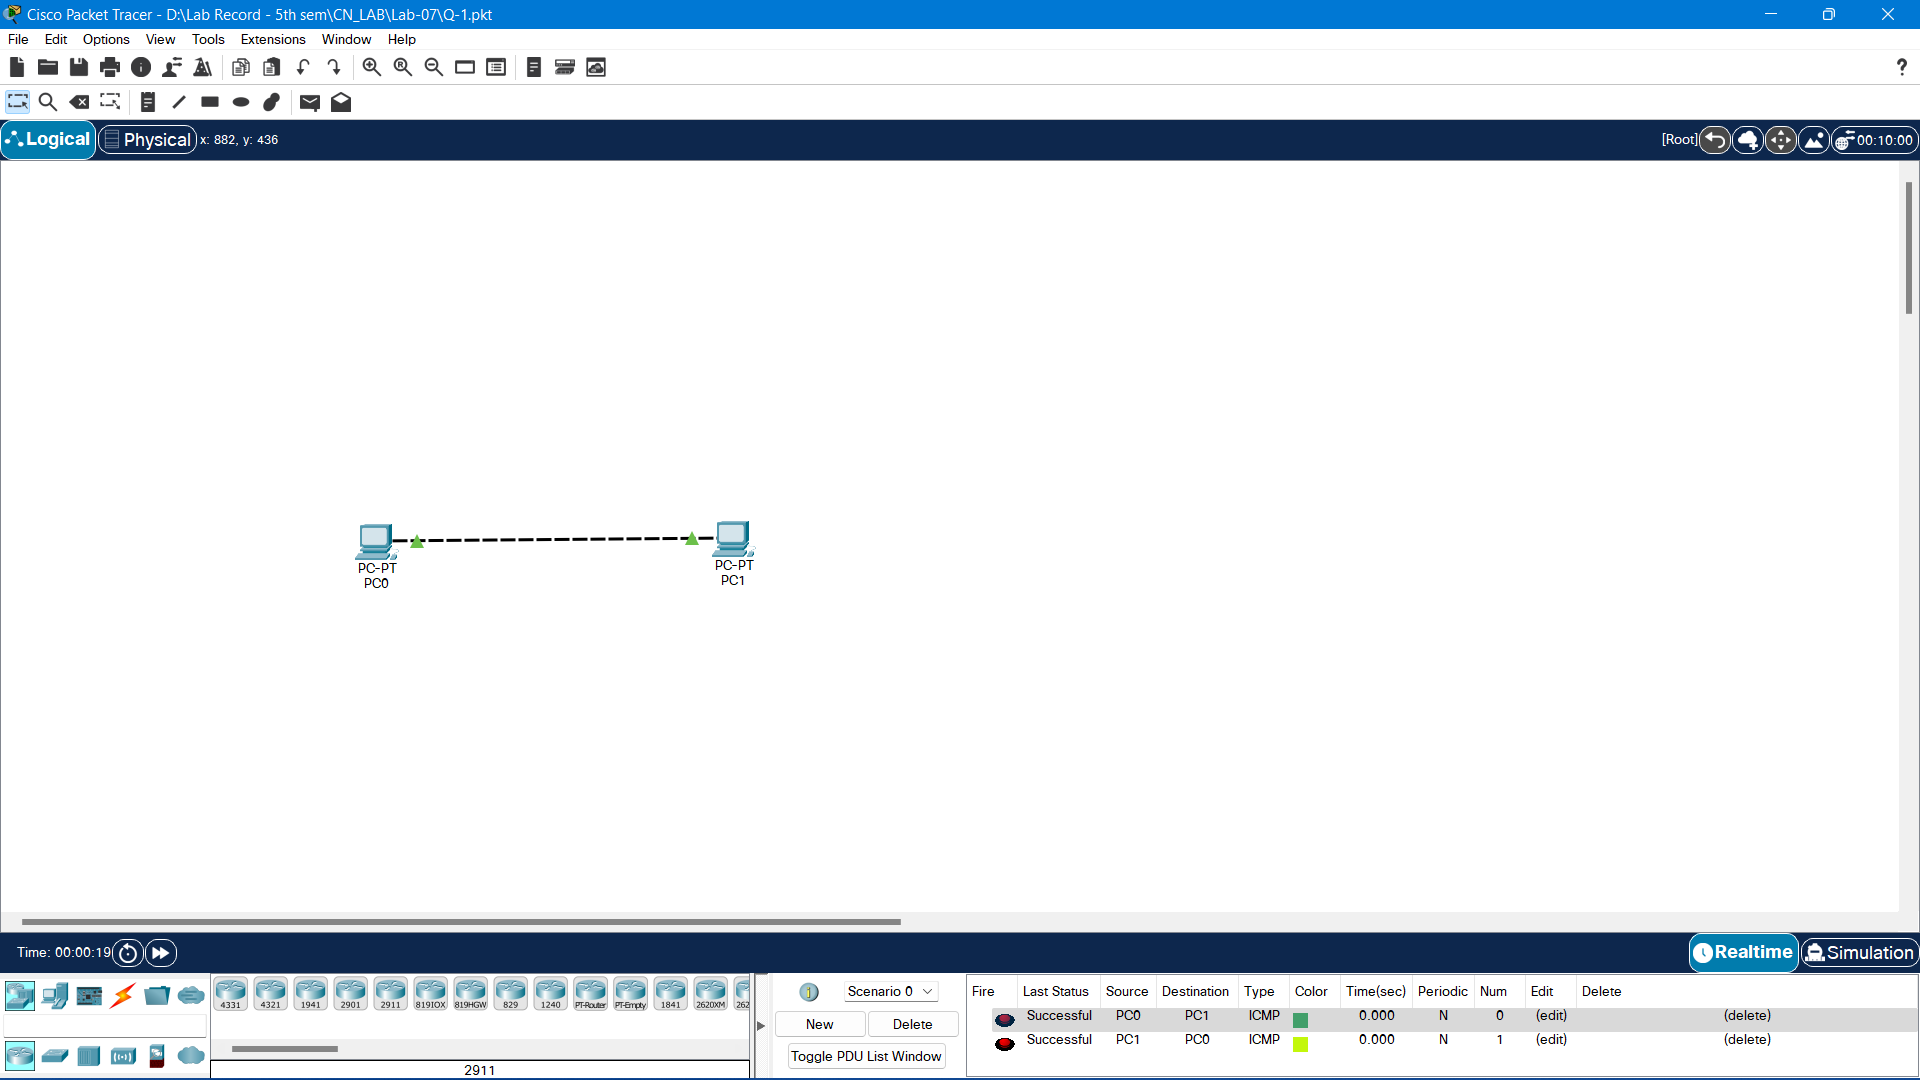 Cisco Packet Tracer - D:\Lab Record - 5th sem\CN_LAB\Lab-07\Q-1.pkt
File Edit Options View Tools Extensions Window Help
?
Logical Physical x: 882, y: 436 [Root] 00:10:00
PC-PT
PC0
PC-PT
PC1
Time: 00:00:19 Realtime Simulation
4331 4321 1941 2901 2911 819IOX 819HGW 829 1240 PT-Router PT-Empty 1841 2620XM 262
2911
Scenario 0
New Delete
Toggle PDU List Window
Fire Last Status Source Destination Type Color Time(sec) Periodic Num Edit Delete
Successful PC0 PC1 ICMP 0.000 N 0 (edit) (delete)
Successful PC1 PC0 ICMP 0.000 N 1 (edit) (delete)